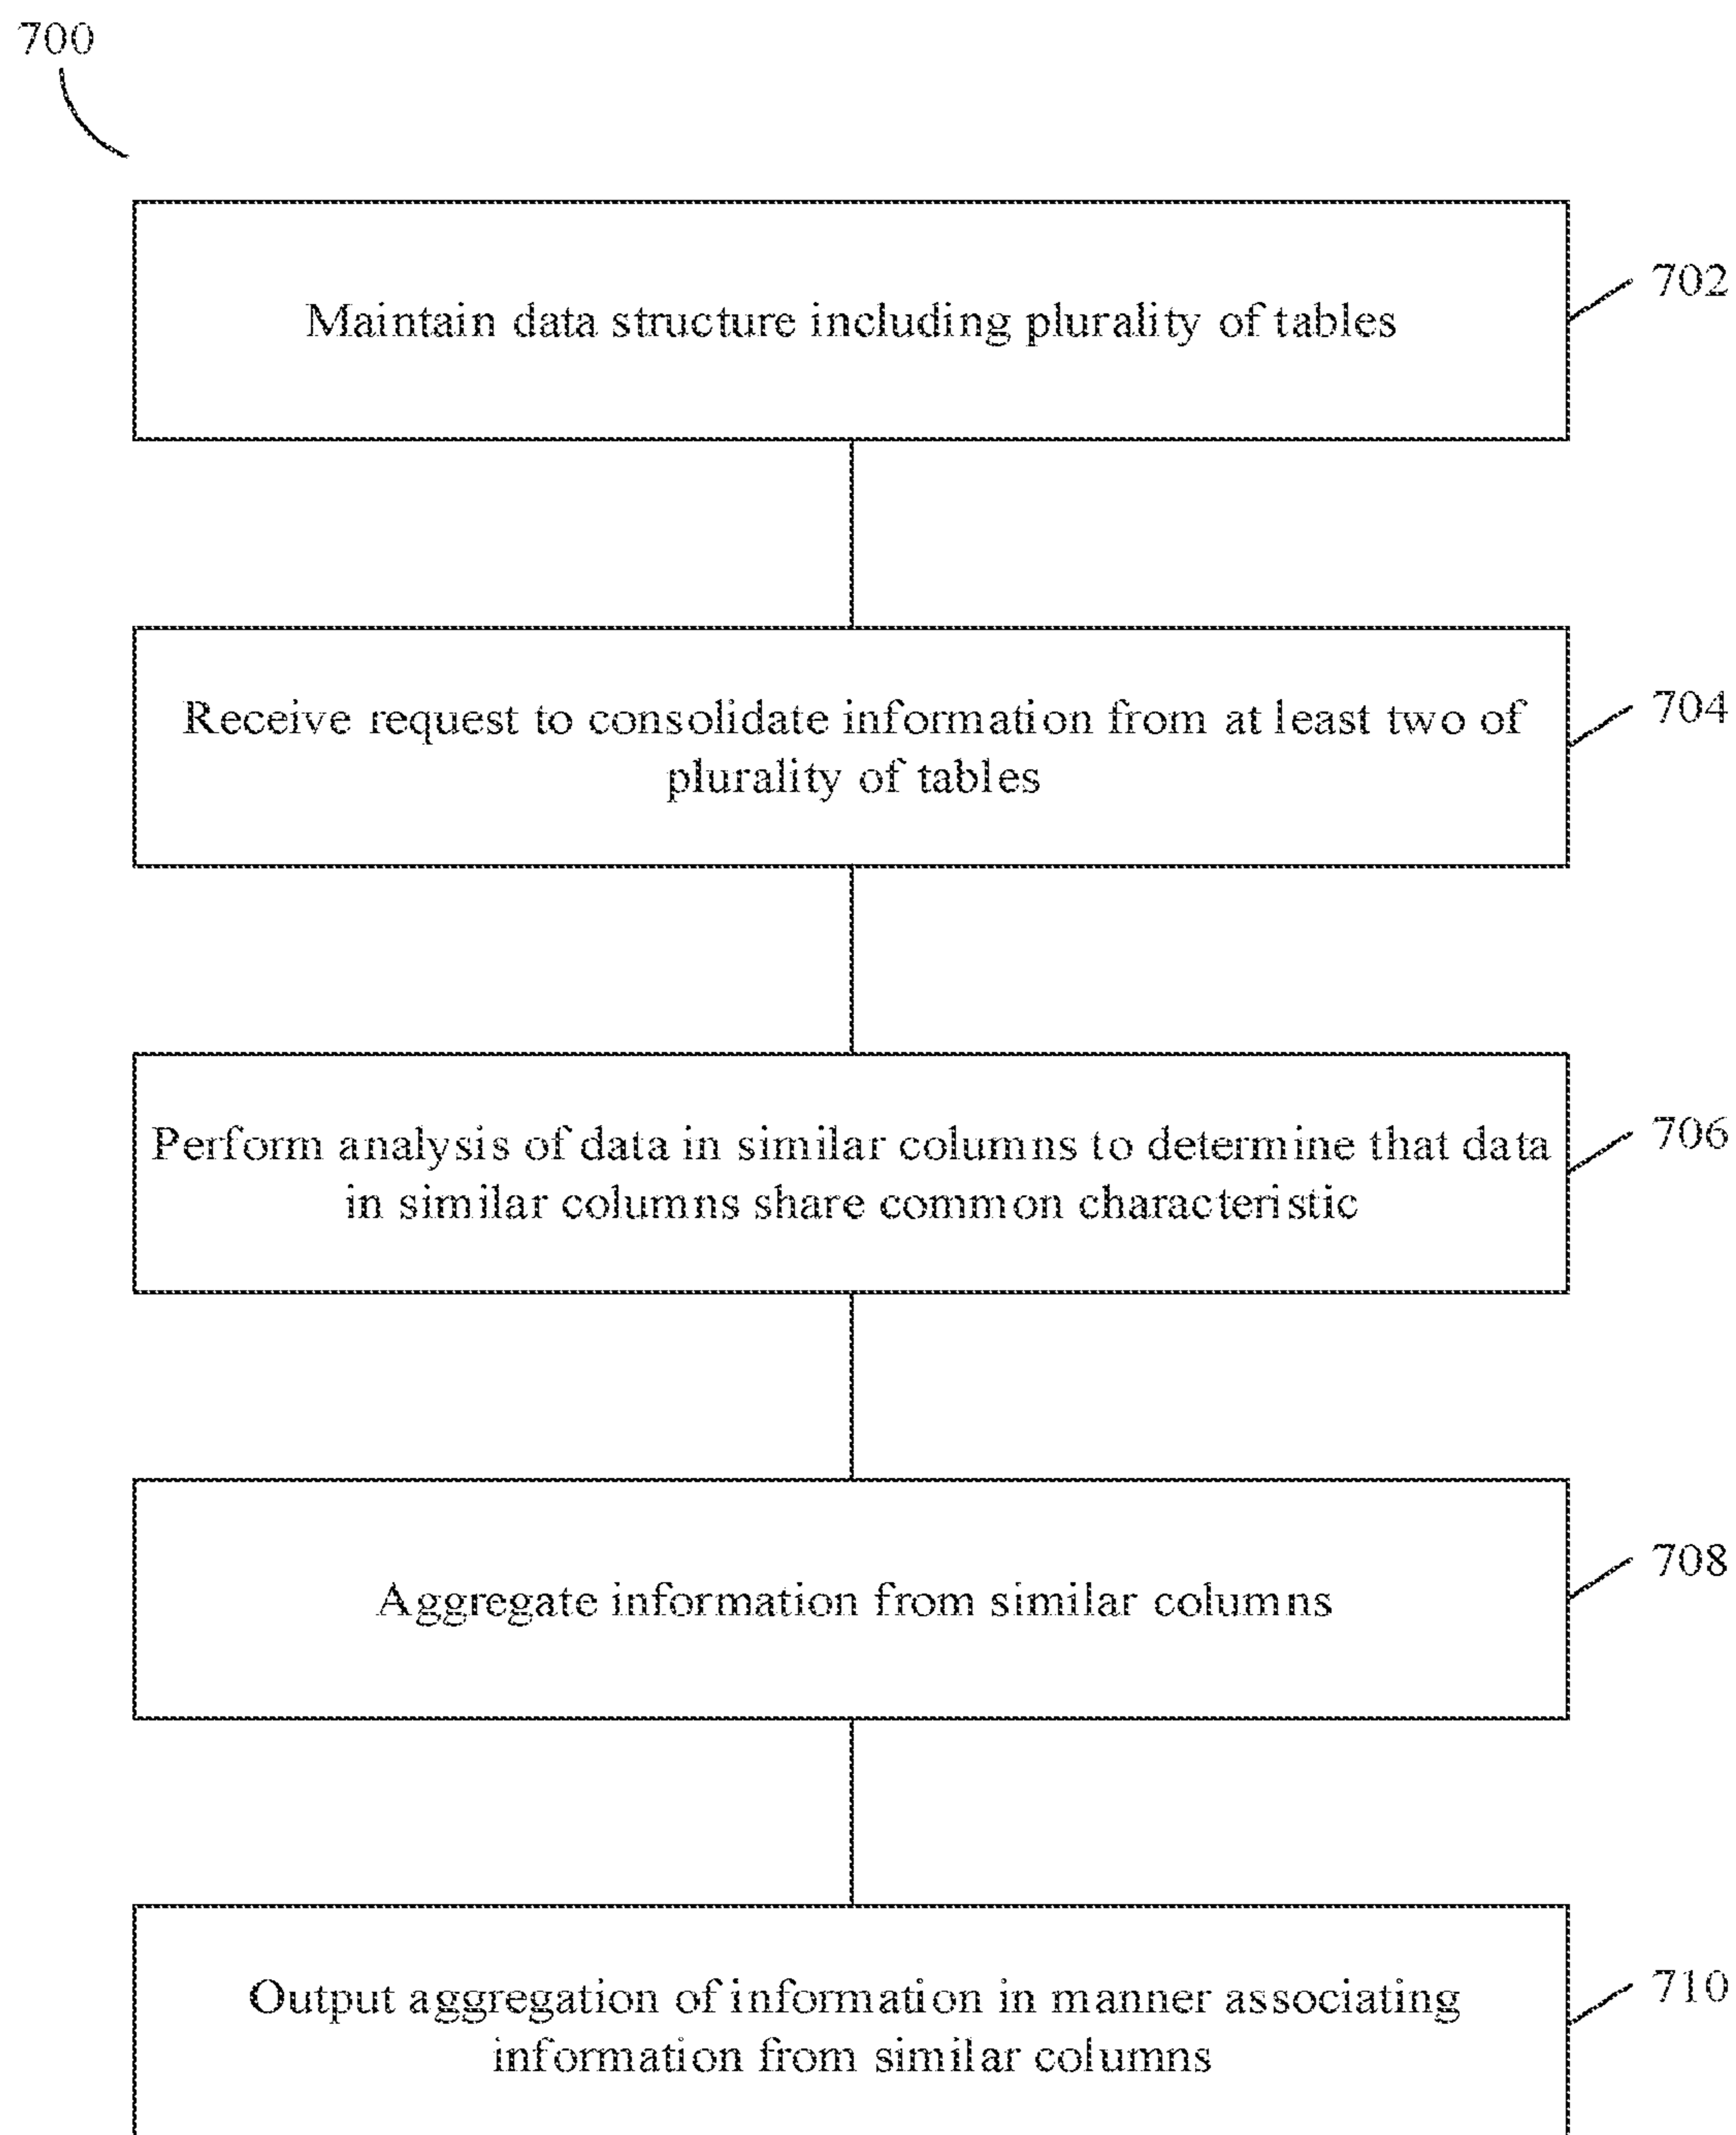 700
Maintain data structure including plurality of tables
702
Receive request to consolidate information from at least two of
plurality of tables
704
Perform analysis of data in similar columns to determine that data
in similar columns share common characteristic
706
Aggregate information from similar columns
708
Output aggregation of information in manner associating
information from similar columns
710